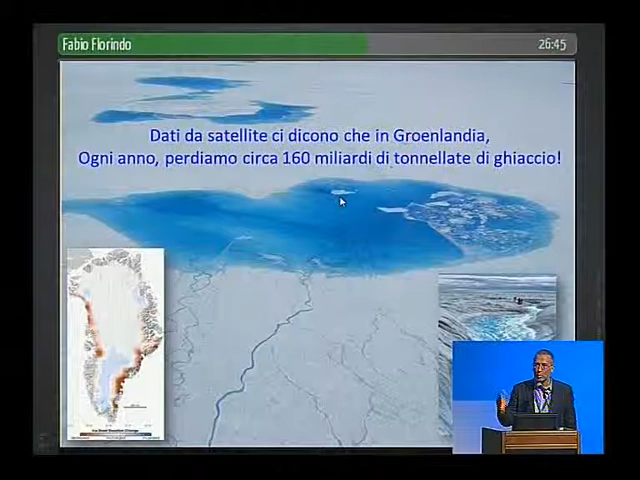 Fabio Florindo
26:45
Dati da satellite ci dicono che in Groenlandia,
Ogni anno, perdiamo circa 160 miliardi di tonnellate di ghiaccio!